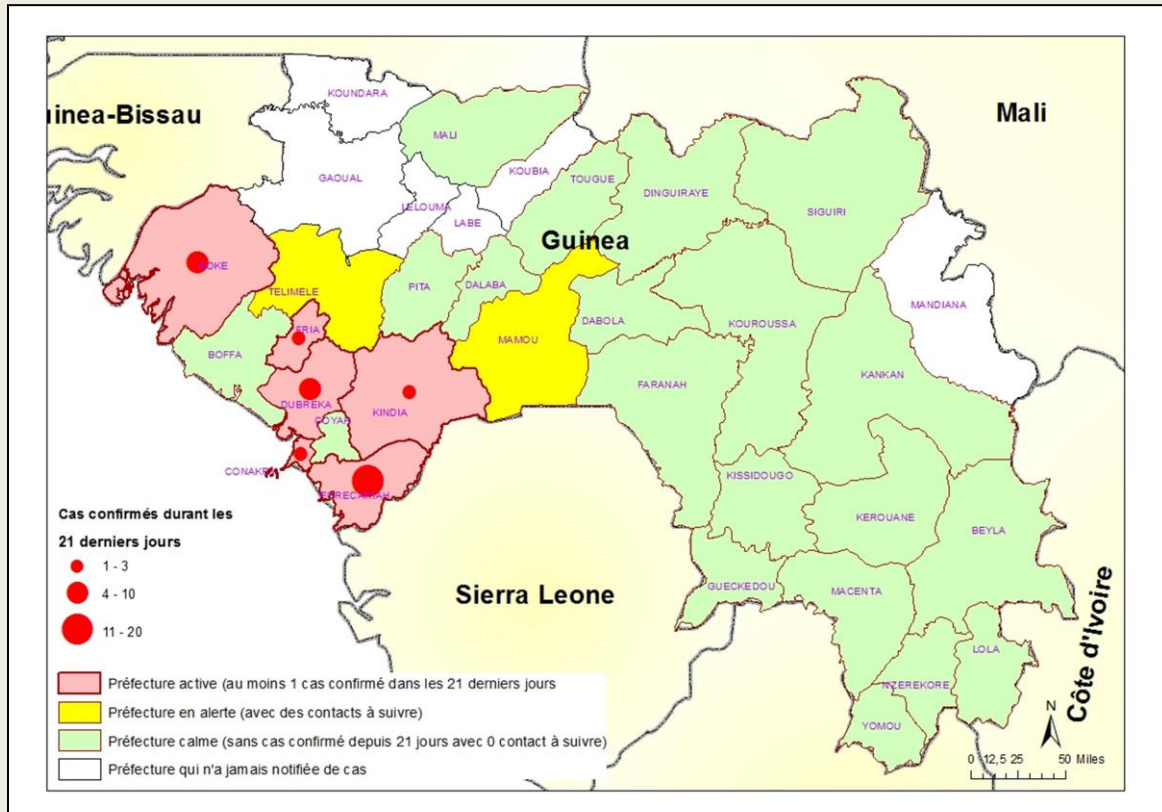 uinea-Bissau
Mali
KOUNDARA
MALI
GAOUAL
KOUBIA
TOUGUE
DINGUIRAYE
SIGUIRI
LELOUMA
LABE
Guinea
BOKE
TELIMELE
PITA
DALABA
MANDIANA
FRIA
MAMOU
DABOLA
KOUROUSSA
BOFFA
KANKAN
FARANAH
DUBREKA
KINDIA
COYAH
CONAKRY
FORECARIAH
KISSIDOUGO
KEROUANE
BEYLA
GUECKEDOU
MACENTA
Sierra Leone
LOLA
NZEREKORE
YOMOU
Côte d'Ivoire
N
0 12,5 25 50 Miles
Cas confirmés durant les
21 derniers jours
1 - 3
4 - 10
11 - 20
Préfecture active (au moins 1 cas confirmé dans les 21 derniers jours
Préfecture en alerte (avec des contacts à suivre)
Préfecture calme (sans cas confirmé depuis 21 jours avec 0 contact à suivre)
Préfecture qui n'a jamais notifiée de cas